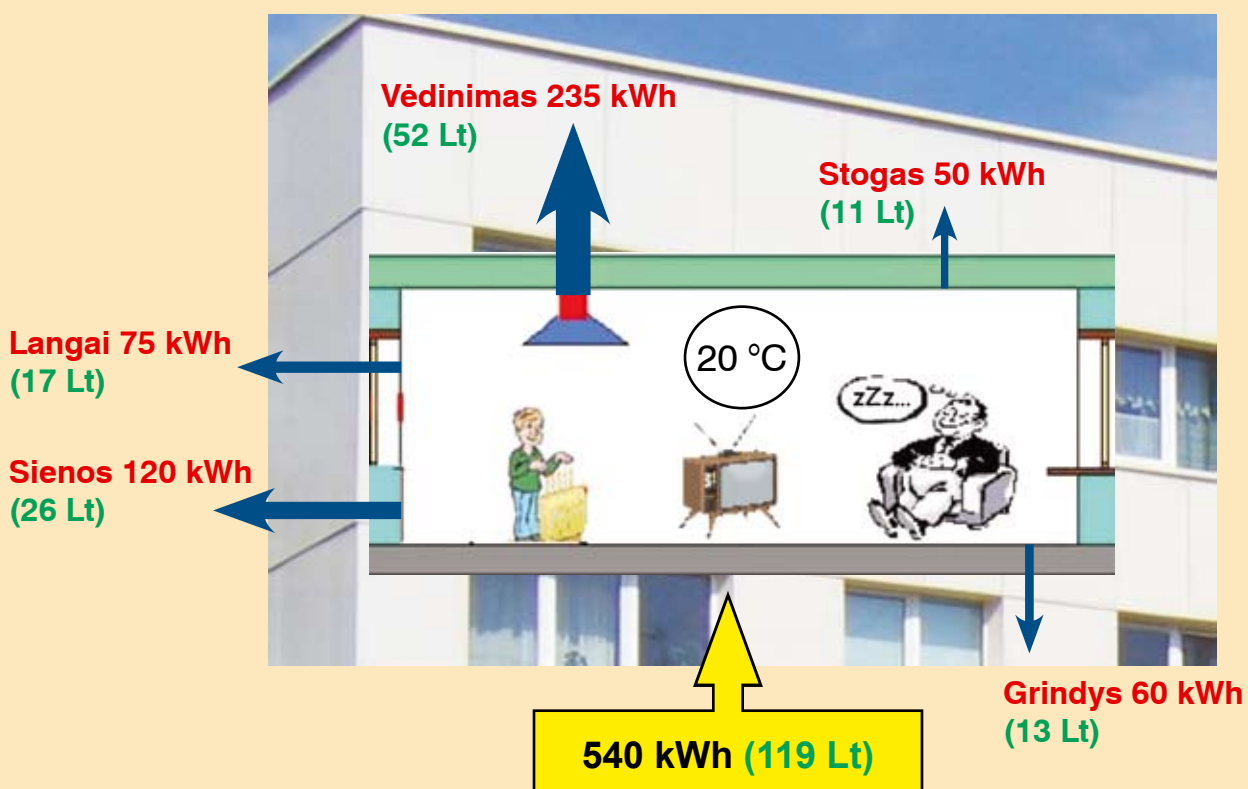 Vėdinimas 235 kWh
(52 Lt)
Stogas 50 kWh
(11 Lt)
Langai 75 kWh
(17 Lt)
20 °C
zZz...
Sienos 120 kWh
(26 Lt)
Grindys 60 kWh
(13 Lt)
540 kWh (119 Lt)